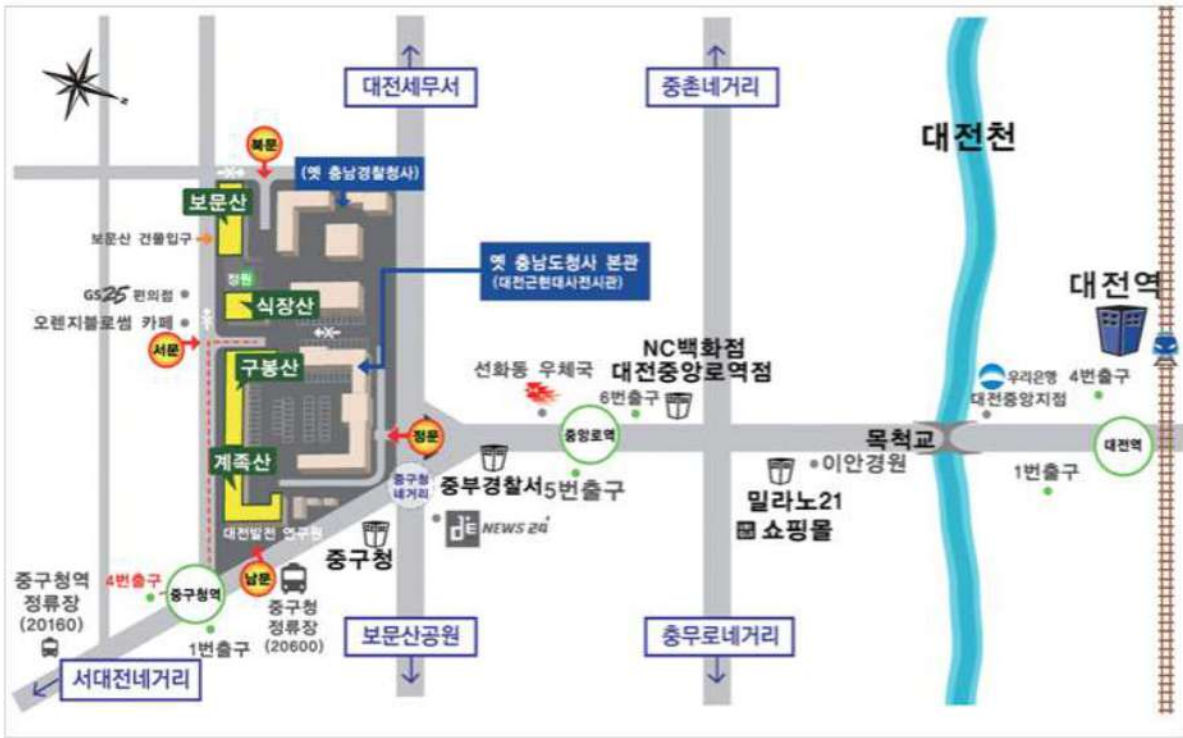 대전세무서
중촌네거리
대전천
북문
(옛 충남경찰청사)
보문산
보문산 건물입구
옛 충남도청사 본관
(대전근현대사전시관)
정원
GS25 편의점
식장산
오렌지블로썸 카페
서문
구봉산
대전역
NC백화점
대전중앙로역점
선화동 우체국
6번출구
우리은행
대전중앙지점
4번출구
정문
중앙로역
목척교
대전역
계족산
중구청
네거리
중부경찰서
5번출구
이안경원
1번출구
밀라노21
쇼핑몰
NEWS 24
대전발전 연구원
중구청
남문
중구청역
정류장
(20160)
4번출구
중구청역
중구청
정류장
(20600)
1번출구
보문산공원
충무로네거리
서대전네거리